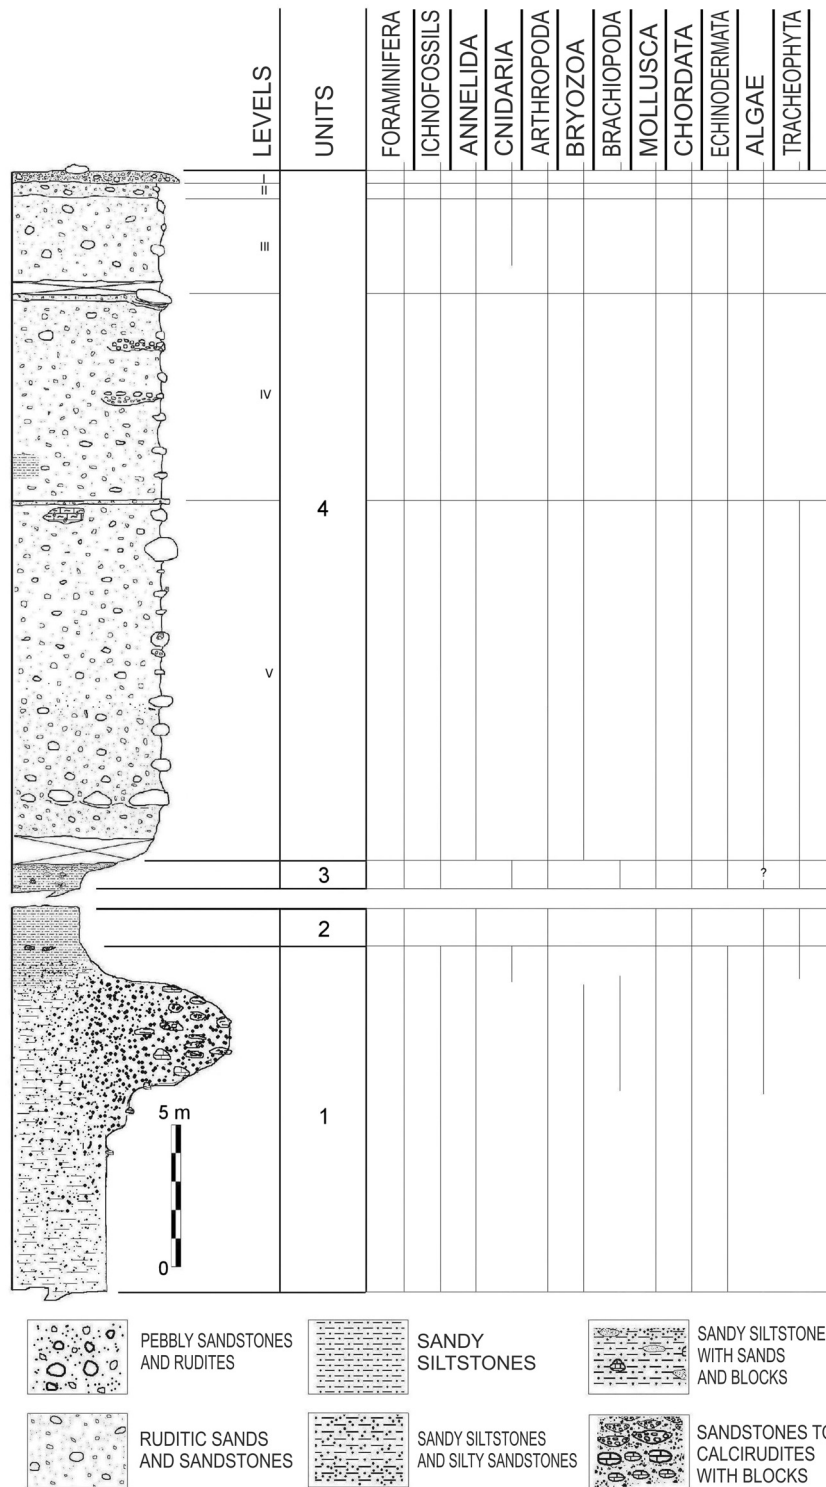 LEVELS
UNITS
FORAMINIFERA
ICHNOFOSSILS
ANNELIDA
CNIDARIA
ARTHROPODA
BRYOZOA
BRACHIOPODA
MOLLUSCA
CHORDATA
ECHINODERMATA
ALGAE
TRACHEOPHYTA
I
II
III
IV
4
V
3
?
2
5 m
1
0
PEBBLY SANDSTONES
AND RUDITES
SANDY
SILTSTONES
SANDY SILTSTONE
WITH SANDS
AND BLOCKS
RUDITIC SANDS
AND SANDSTONES
SANDY SILTSTONES
AND SILTY SANDSTONES
SANDSTONES TO
CALCIRUDITES
WITH BLOCKS